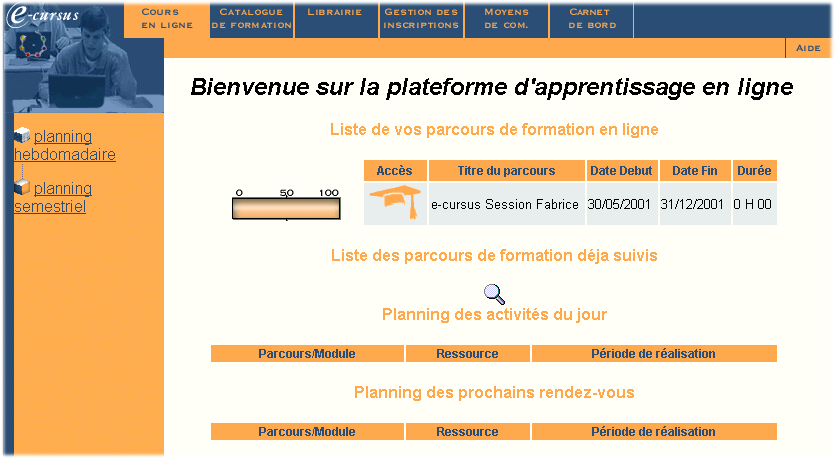 e-cursus
Cours en ligne
Catalogue de formation
Librairie
Gestion des inscriptions
Moyens de com.
Carnet de bord
Aide
Bienvenue sur la plateforme d'apprentissage en ligne
planning
hebdomadaire
planning
semestriel
Liste de vos parcours de formation en ligne
Accès Titre du parcours Date Debut Date Fin Durée
0 50 100
e-cursus Session Fabrice 30/05/2001 31/12/2001 0 H 00
Liste des parcours de formation déja suivis
Planning des activités du jour
Parcours/Module Ressource Période de réalisation
Planning des prochains rendez-vous
Parcours/Module Ressource Période de réalisation